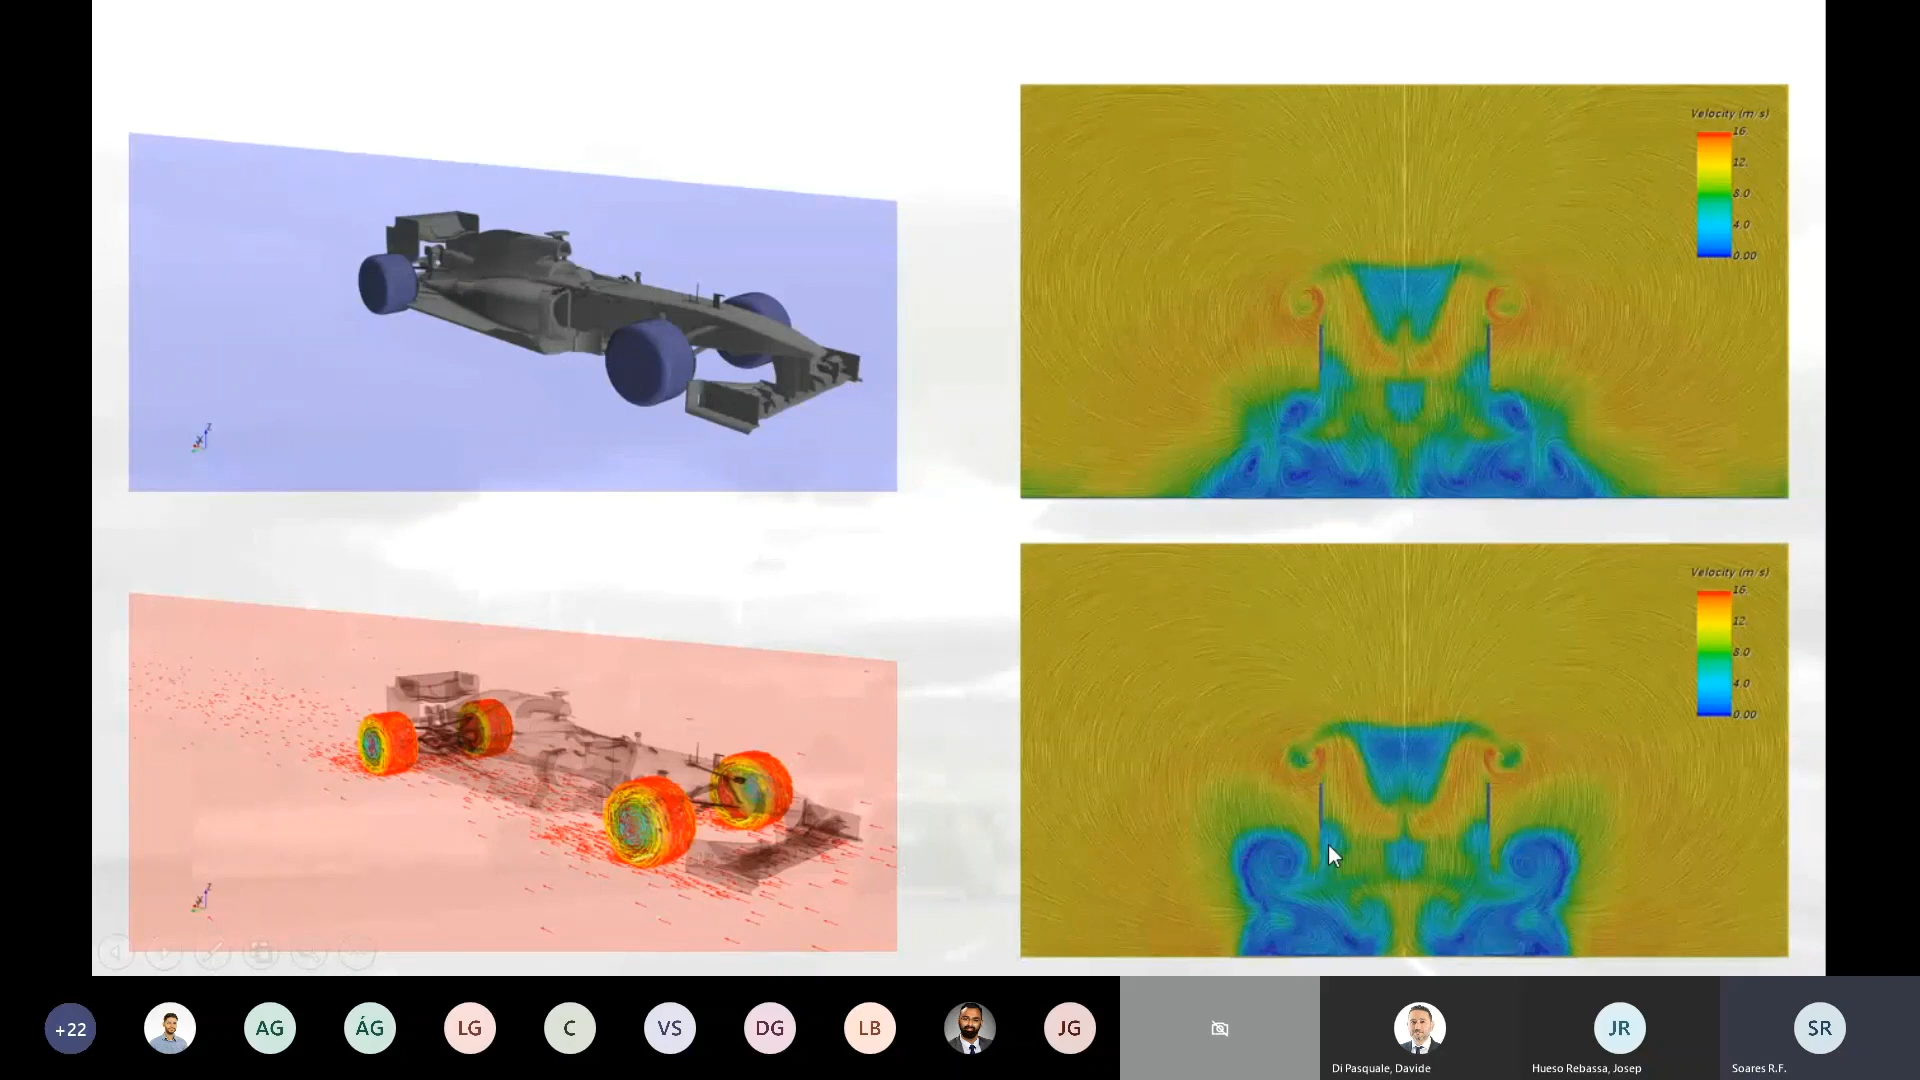 Velocity (m/s)
16.
12.
8.0
4.0
0.00
Z
X
Velocity (m/s)
16.
12.
8.0
4.0
0.00
Z
X
+22
AG
ÁG
LG
C
VS
DG
LB
JG
JR
SR
Di Pasquale, Davide
Hueso Rebassa, Josep
Soares R.F.